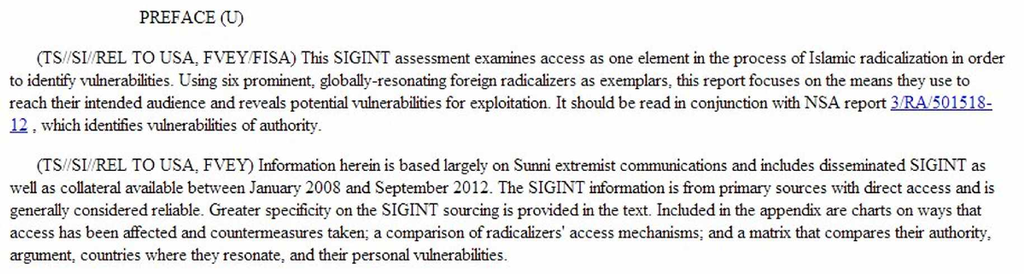 PREFACE (U)
(TS//SI//REL TO USA, FVEY/FISA) This SIGINT assessment examines access as one element in the process of Islamic radicalization in order
to identify vulnerabilities. Using six prominent, globally-resonating foreign radicalizers as exemplars, this report focuses on the means they use to
reach their intended audience and reveals potential vulnerabilities for exploitation. It should be read in conjunction with NSA report 3/RA/501518-
12 , which identifies vulnerabilities of authority.
(TS//SI//REL TO USA, FVEY) Information herein is based largely on Sunni extremist communications and includes disseminated SIGINT as
well as collateral available between January 2008 and September 2012. The SIGINT information is from primary sources with direct access and is
generally considered reliable. Greater specificity on the SIGINT sourcing is provided in the text. Included in the appendix are charts on ways that
access has been affected and countermeasures taken; a comparison of radicalizers' access mechanisms; and a matrix that compares their authority,
argument, countries where they resonate, and their personal vulnerabilities.